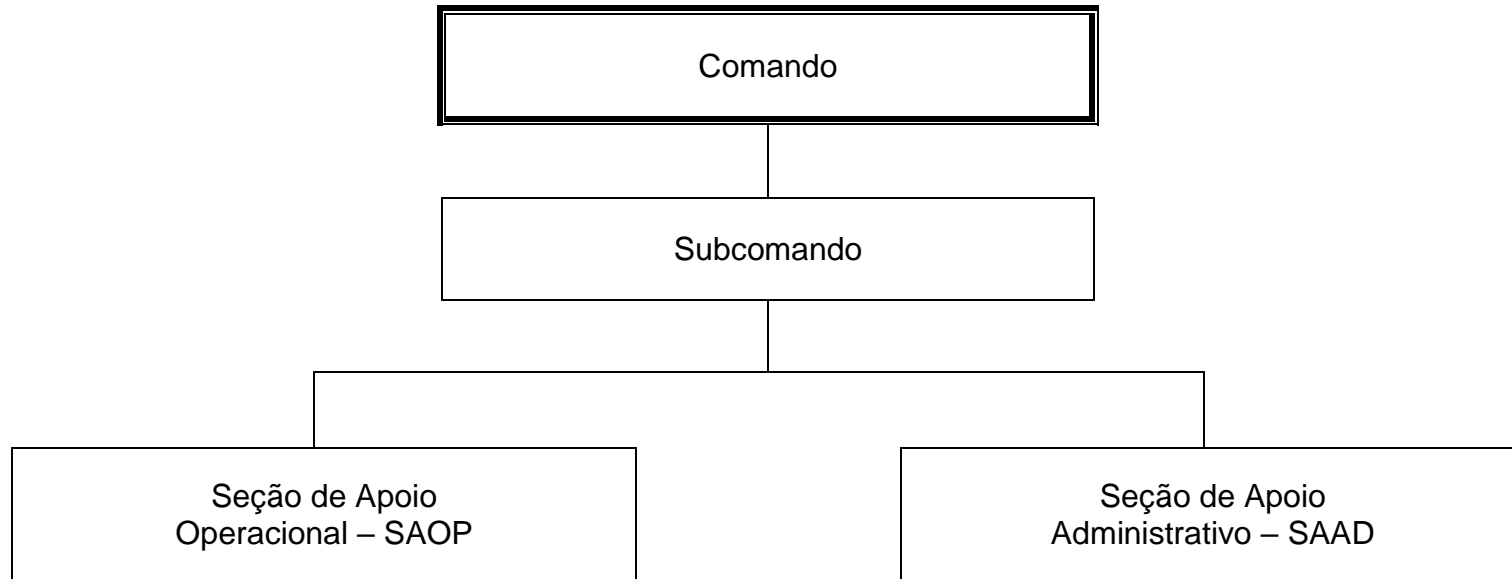 Comando
Subcomando
Seção de Apoio
Operacional – SAOP
Seção de Apoio
Administrativo – SAAD